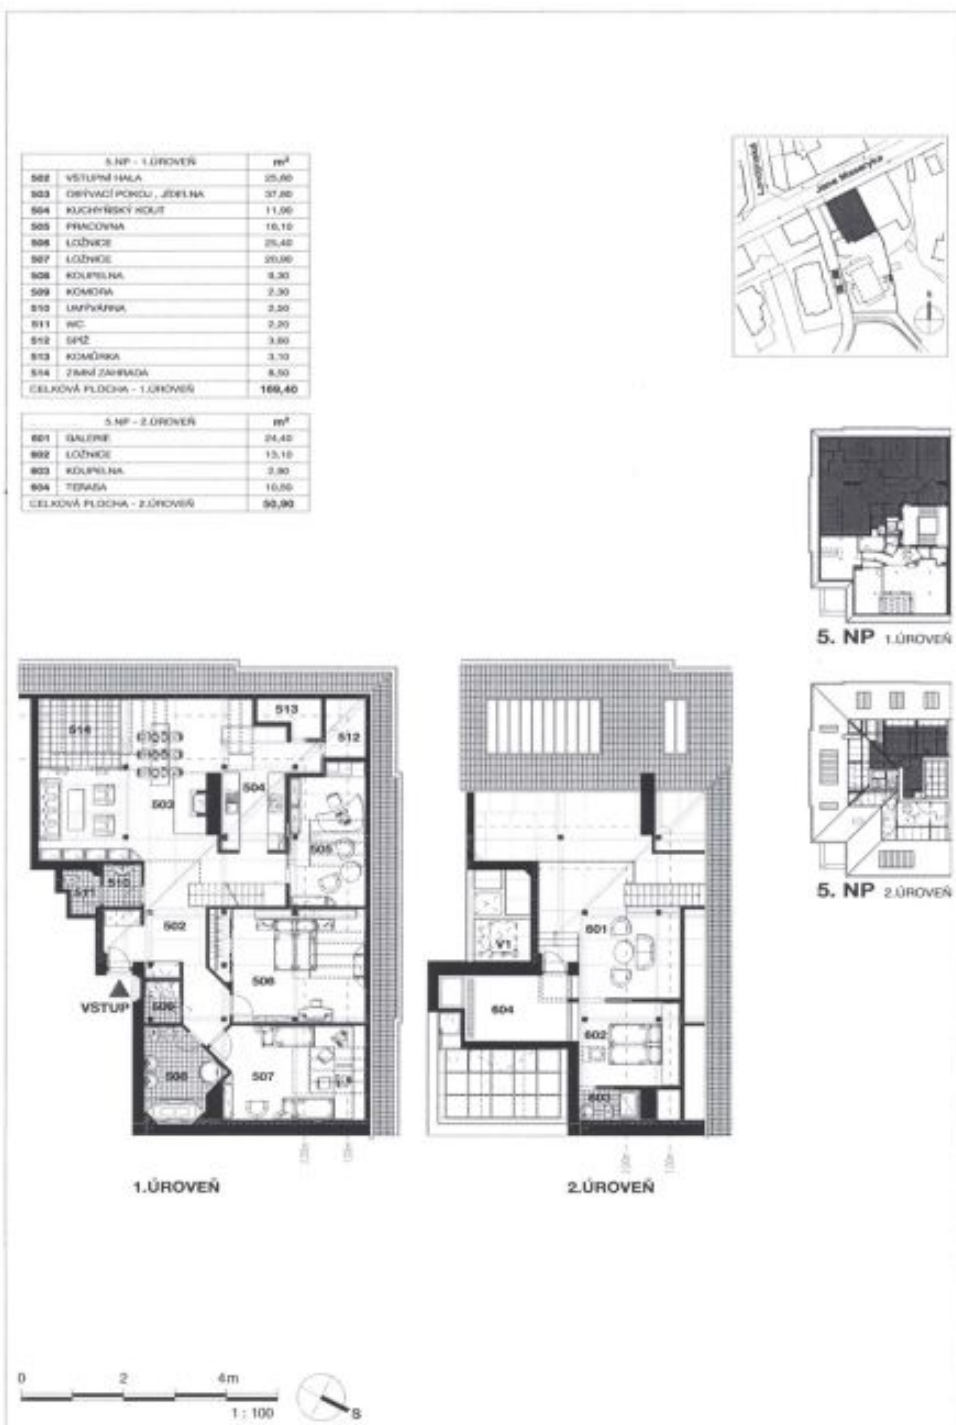 5.NP - 1.ÚROVEŇ m²
502 VSTUPNÍ HALA 25,60
503 OBÝVACÍ POKOJ , JÍDELNA 37,80
504 KUCHYŇSKÝ KOUT 11,90
505 PRACOVNA 16,10
506 LOŽNICE 25,40
507 LOŽNICE 20,90
508 KOUPELNA 9,30
509 KOMORA 2,30
510 UMÝVÁRNA
511 WC 2,20
512 SPÍŽ 3,80
513 KOMŮRKA 3,10
514 ZIMNÍ ZAHRADA
CELKOVÁ PLOCHA - 1.ÚROVEŇ 169,40
5.NP - 2.ÚROVEŇ m²
601 GALERIE 24,40
602 LOŽNICE 13,10
603 KOUPELNA 2,90
604 TERASA 10,50
CELKOVÁ PLOCHA - 2.ÚROVEŇ 50,90
Jana Masaryka
5. NP 1.ÚROVEŇ
5. NP 2.ÚROVEŇ
514
513
512
503
504
505
511
510
502
506
VSTUP
509
508
507
1.ÚROVEŇ
601
V1
604
602
603
2.ÚROVEŇ
0 2 4m
1 : 100
S